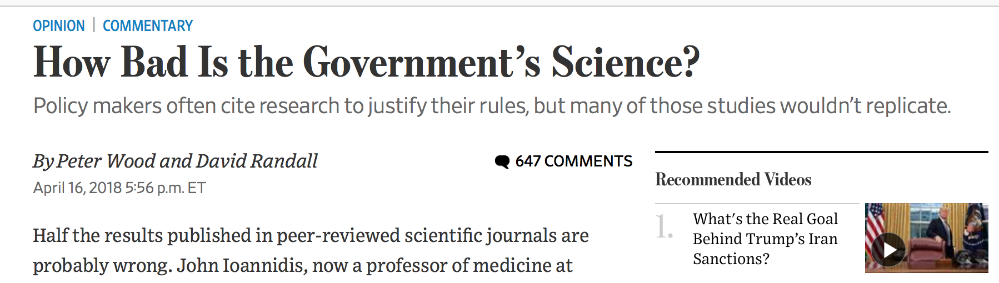 OPINION | COMMENTARY
How Bad Is the Government’s Science?
Policy makers often cite research to justify their rules, but many of those studies wouldn’t replicate.
By Peter Wood and David Randall
647 COMMENTS
April 16, 2018 5:56 p.m. ET
Half the results published in peer-reviewed scientific journals are
probably wrong. John Ioannidis, now a professor of medicine at
Recommended Videos
1.
What's the Real Goal
Behind Trump’s Iran
Sanctions?